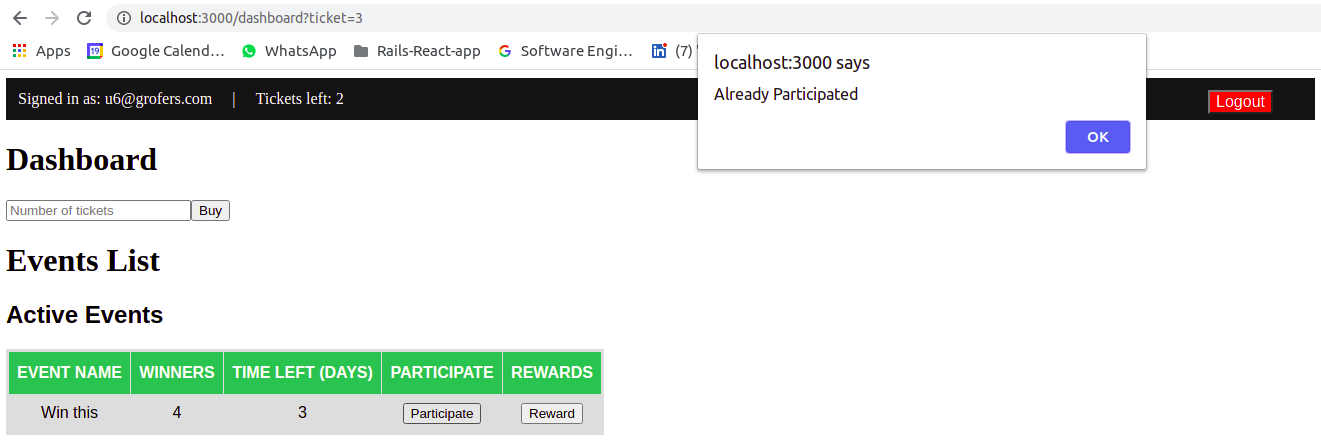 localhost:3000/dashboard?ticket=3
Apps Google Calend... WhatsApp Rails-React-app Software Engi... (7)
localhost:3000 says
Already Participated
OK
Signed in as: u6@grofers.com | Tickets left: 2 Logout
Dashboard
Number of tickets Buy
Events List
Active Events
EVENT NAME WINNERS TIME LEFT (DAYS) PARTICIPATE REWARDS
Win this 4 3 Participate Reward